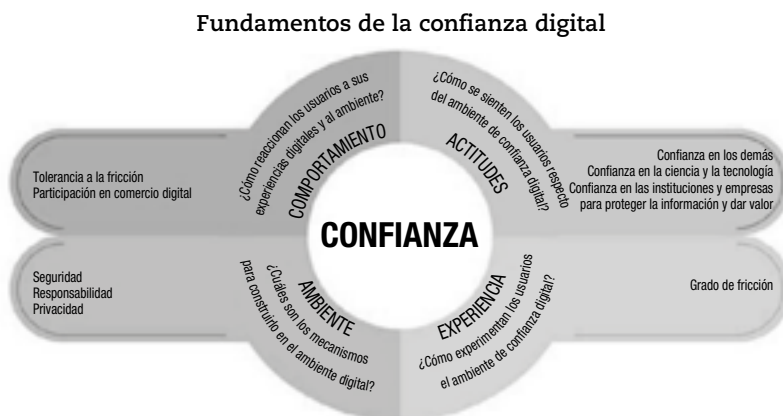 Fundamentos de la confianza digital
¿Cómo reaccionan los usuarios a sus
experiencias digitales y al ambiente?
COMPORTAMIENTO
Tolerancia a la fricción
Participación en comercio digital
¿Cómo se sienten los usuarios respecto
del ambiente de confianza digital?
ACTITUDES
Confianza en los demás
Confianza en la ciencia y la tecnología
Confianza en las instituciones y empresas
para proteger la información y dar valor
CONFIANZA
Seguridad
Responsabilidad
Privacidad
AMBIENTE
¿Cuáles son los mecanismos
para construirlo en el ambiente digital?
EXPERIENCIA
¿Cómo experimentan los usuarios
el ambiente de confianza digital?
Grado de fricción